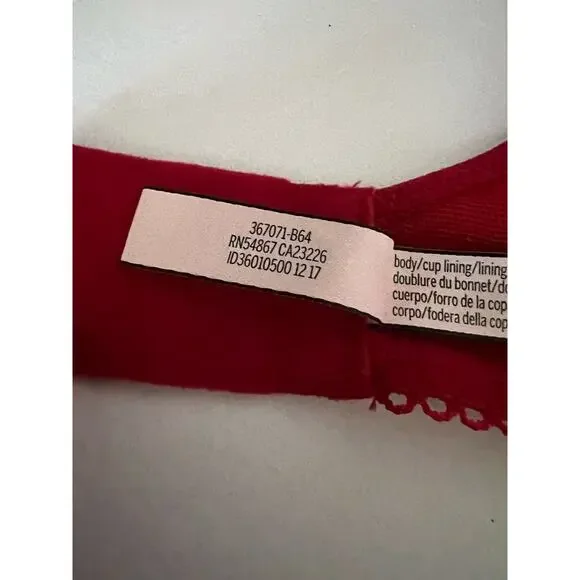 367071-B64
RN54867 CA23226
ID36010500 12 17
body/cup lining/lining
doublure du bonnet/
cuerpo/forro de la cop
corpo/fodera della cop